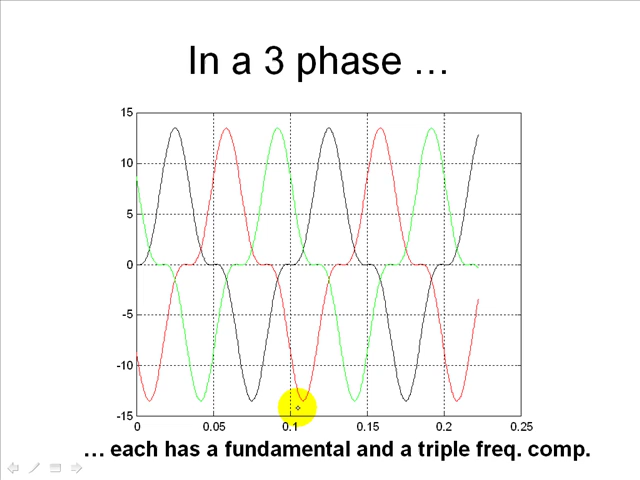 In a 3 phase …
15
10
5
0
-5
-10
-15
0 0.05 0.1 0.15 0.2 0.25
… each has a fundamental and a triple freq. comp.